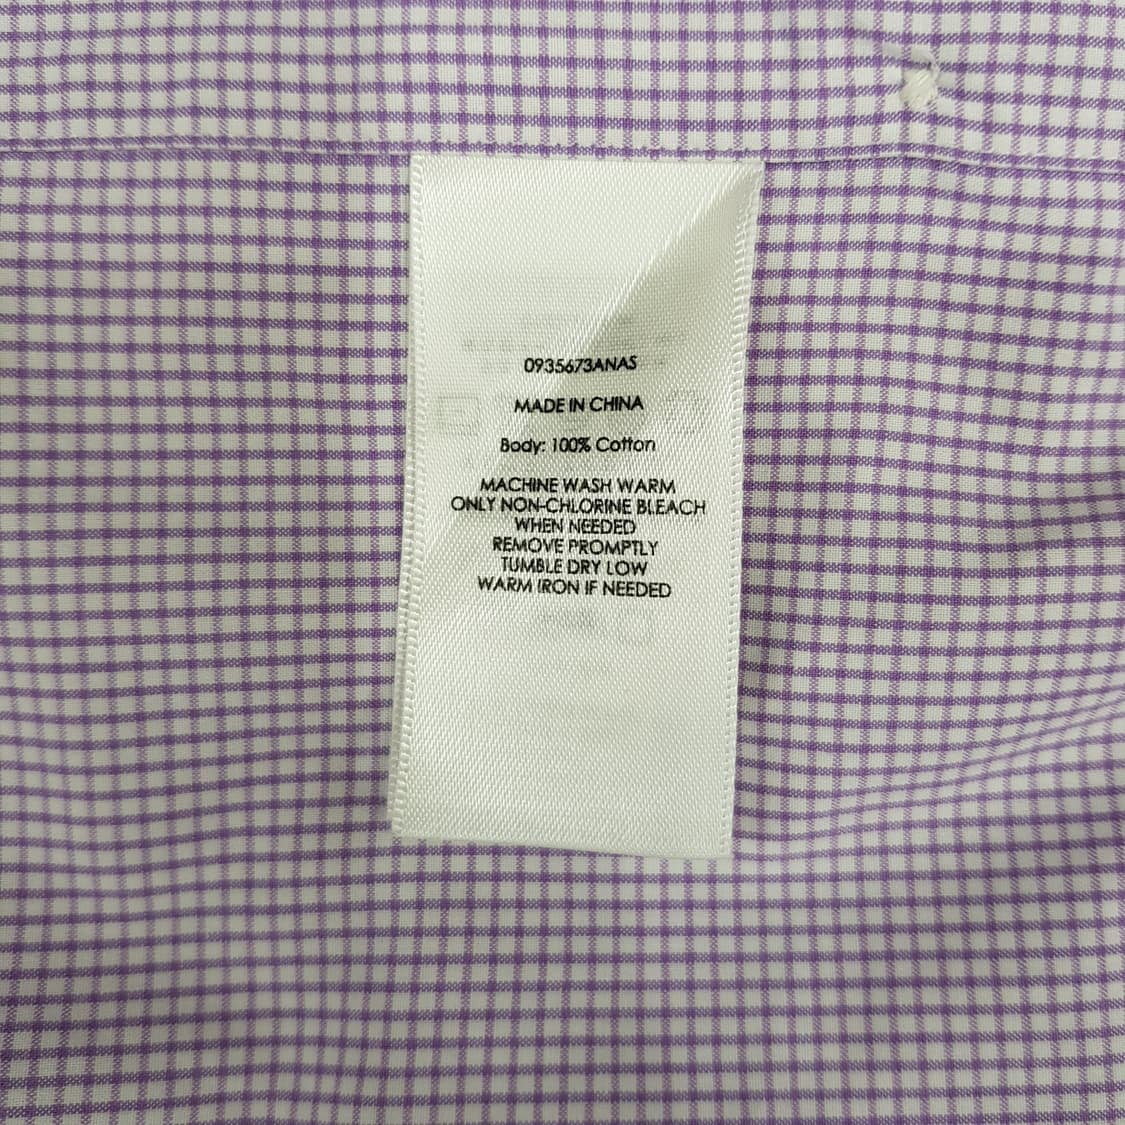 0935673ANAS
MADE IN CHINA
Body: 100% Cotton
MACHINE WASH WARM
ONLY NON-CHLORINE BLEACH
WHEN NEEDED
REMOVE PROMPTLY
TUMBLE DRY LOW
WARM IRON IF NEEDED